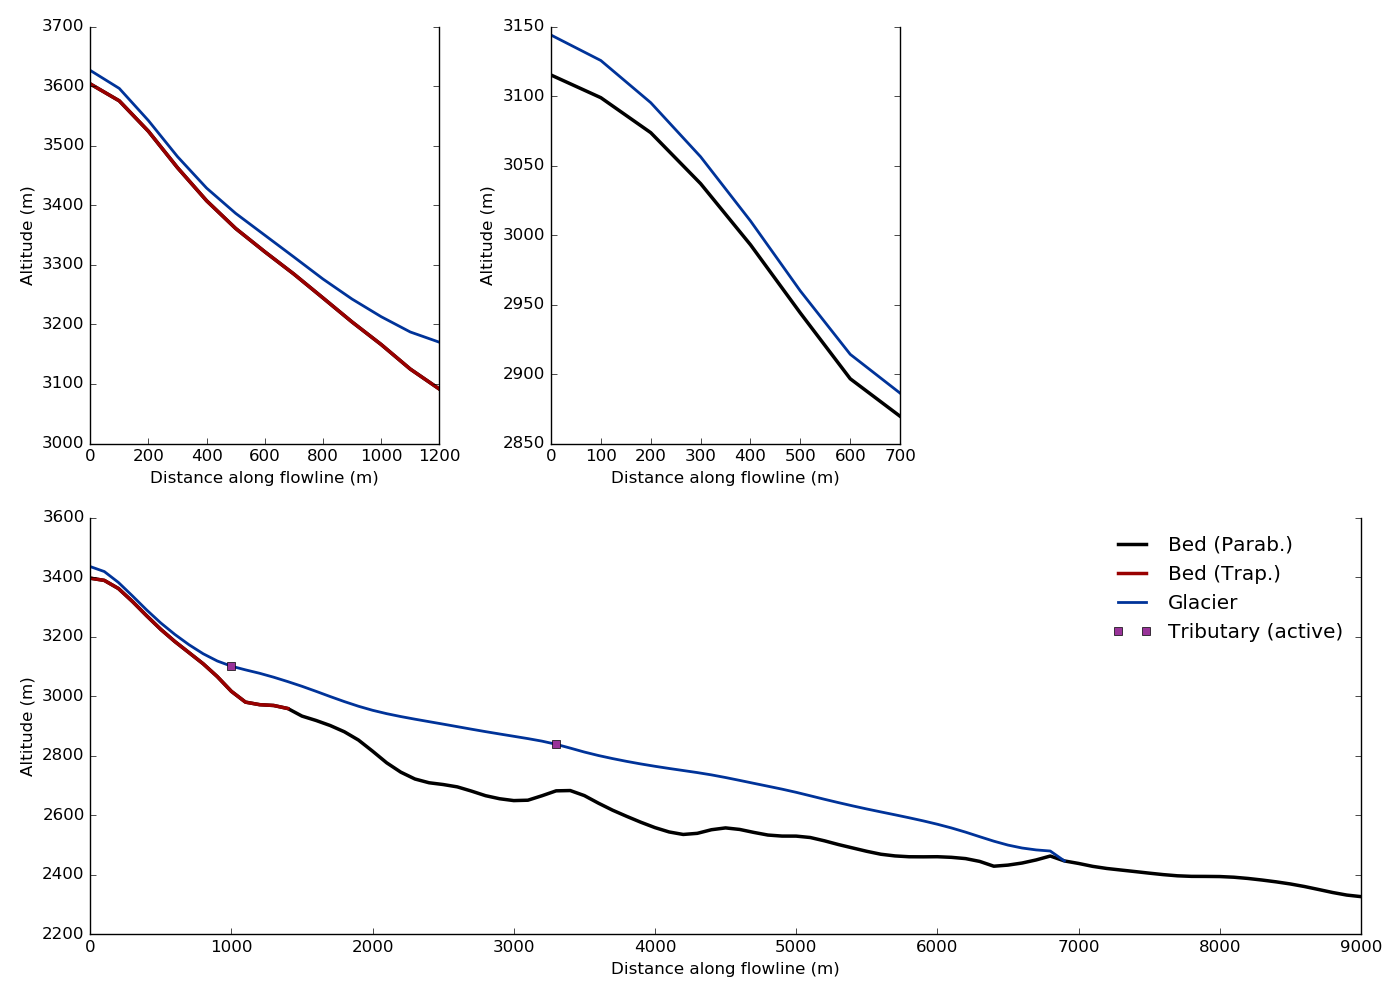 3700
3600
3500
3400
3300
3200
3100
3000
Altitude (m)
0 200 400 600 800 1000 1200
Distance along flowline (m)
3150
3100
3050
3000
2950
2900
2850
Altitude (m)
0 100 200 300 400 500 600 700
Distance along flowline (m)
3600
3400
3200
3000
2800
2600
2400
2200
Altitude (m)
0 1000 2000 3000 4000 5000 6000 7000 8000 9000
Distance along flowline (m)
Bed (Parab.)
Bed (Trap.)
Glacier
Tributary (active)